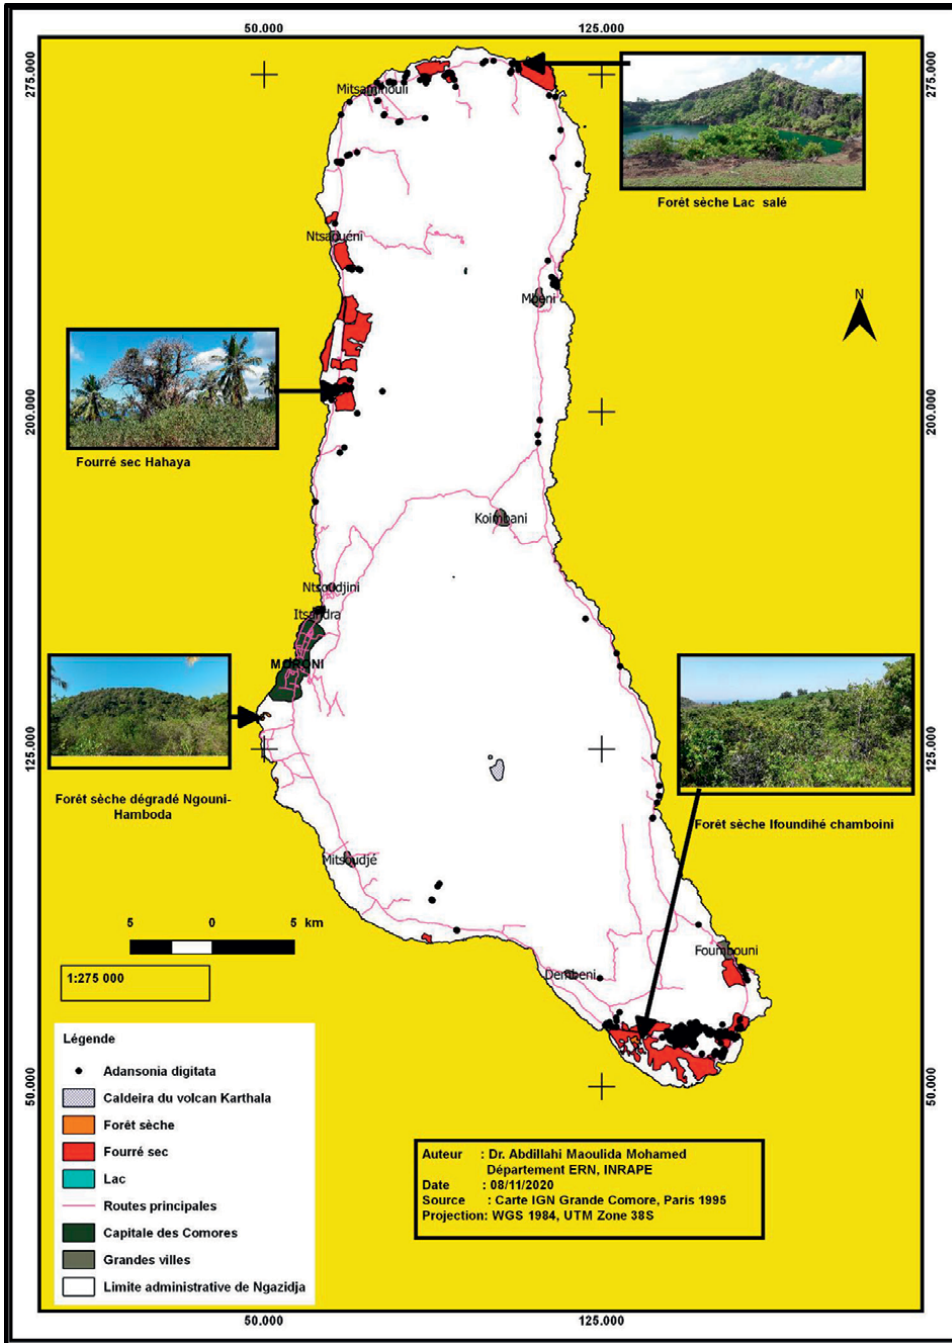 50.000
125.000
275.000
275.000
Mitsamihouli
Forêt sèche Lac salé
Ntsaouéni
Mbeni
N
200.000
200.000
Fourré sec Hahaya
Koimbani
Ntsoudjini
Itsandra
MORONI
125.000
125.000
Forêt sèche dégradé Ngouni-
Hamboda
Forêt sèche Ifoundihé chamboini
Mitsoudjé
5 0 5 km
Foumbouni
Dembeni
1:275 000
50.000
50.000
Légende
Adansonia digitata
Caldeira du volcan Karthala
Forêt sèche
Fourré sec
Lac
Routes principales
Capitale des Comores
Grandes villes
Limite administrative de Ngazidja
Auteur : Dr. Abdillahi Maoulida Mohamed
Département ERN, INRAPE
Date : 08/11/2020
Source : Carte IGN Grande Comore, Paris 1995
Projection: WGS 1984, UTM Zone 38S
50.000
125.000